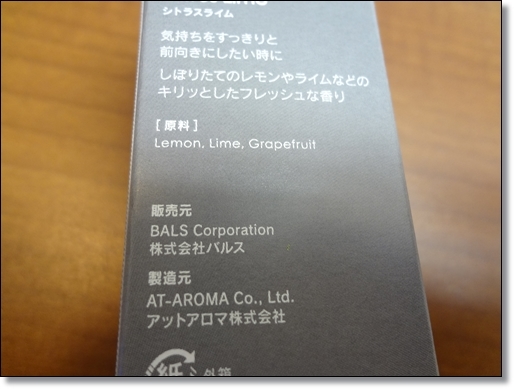 シトラスライム
気持ちをすっきりと
前向きにしたい時に
しぼりたてのレモンやライムなどの
キリッとしたフレッシュな香り
[ 原料 ]
Lemon, Lime, Grapefruit
販売元
BALS Corporation
株式会社バルス
製造元
AT-AROMA Co., Ltd.
アットアロマ株式会社
紙 外箱